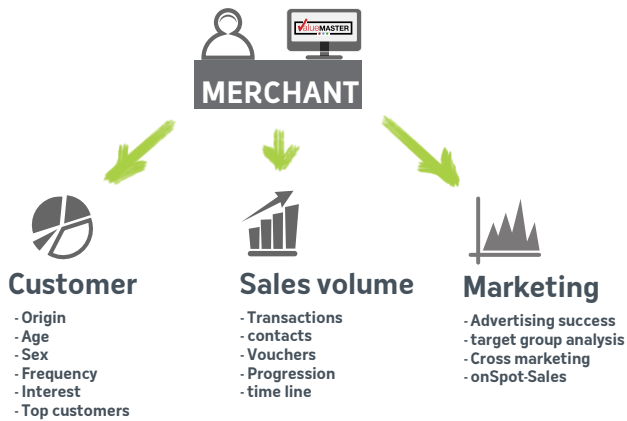 ValueMASTER
MERCHANT
Customer
- Origin
- Age
- Sex
- Frequency
- Interest
- Top customers
Sales volume
- Transactions
- contacts
- Vouchers
- Progression
- time line
Marketing
- Advertising success
- target group analysis
- Cross marketing
- onSpot-Sales